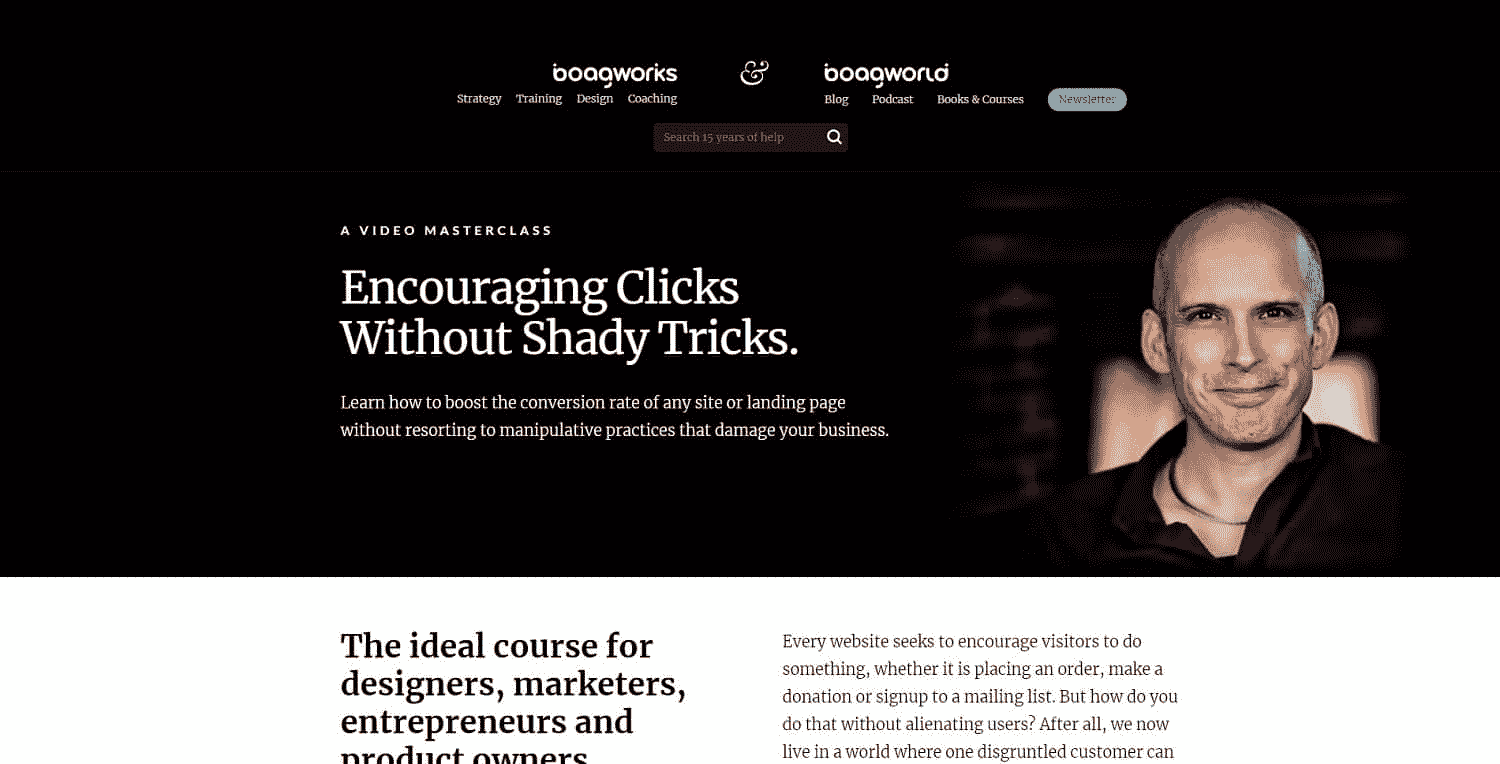 boagworks & boagworld
Strategy Training Design Coaching Blog Podcast Books & Courses Newsletter
Search 15 years of help
A VIDEO MASTERCLASS
Encouraging Clicks
Without Shady Tricks.
Learn how to boost the conversion rate of any site or landing page
without resorting to manipulative practices that damage your business.
The ideal course for
designers, marketers,
entrepreneurs and
product owners
Every website seeks to encourage visitors to do
something, whether it is placing an order, make a
donation or signup to a mailing list. But how do you
do that without alienating users? After all, we now
live in a world where one disgruntled customer can